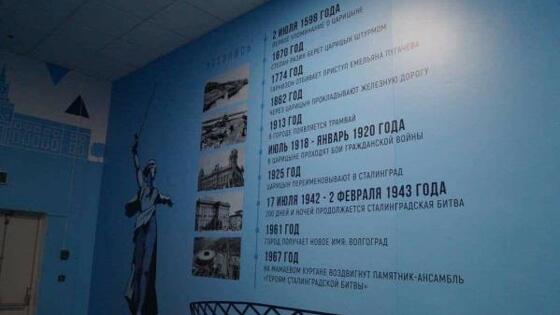 ЛЕТОПИСЬ
2 ИЮЛЯ 1589 ГОДА
ПЕРВОЕ УПОМИНАНИЕ О ЦАРИЦЫНЕ
1670 ГОД
СТЕПАН РАЗИН БЕРЕТ ЦАРИЦЫН ШТУРМОМ
1774 ГОД
ГАРНИЗОН ОТБИВАЕТ ПРИСТУП ЕМЕЛЬЯНА ПУГАЧЕВА
1862 ГОД
ЧЕРЕЗ ЦАРИЦЫН ПРОКЛАДЫВАЮТ ЖЕЛЕЗНУЮ ДОРОГУ
1913 ГОД
В ГОРОДЕ ПОЯВЛЯЕТСЯ ТРАМВАЙ
ИЮЛЬ 1918 - ЯНВАРЬ 1920 ГОДА
В ЦАРИЦЫНЕ ПРОХОДЯТ БОИ ГРАЖДАНСКОЙ ВОЙНЫ
1925 ГОД
ЦАРИЦЫН ПЕРЕИМЕНОВЫВАЮТ В СТАЛИНГРАД
17 ИЮЛЯ 1942 - 2 ФЕВРАЛЯ 1943 ГОДА
200 ДНЕЙ И НОЧЕЙ ПРОДОЛЖАЕТСЯ СТАЛИНГРАДСКАЯ БИТВА
1961 ГОД
ГОРОД ПОЛУЧАЕТ НОВОЕ ИМЯ: ВОЛГОГРАД
1967 ГОД
НА МАМАЕВОМ КУРГАНЕ ВОЗДВИГНУТ ПАМЯТНИК-АНСАМБЛЬ
«ГЕРОЯМ СТАЛИНГРАДСКОЙ БИТВЫ»